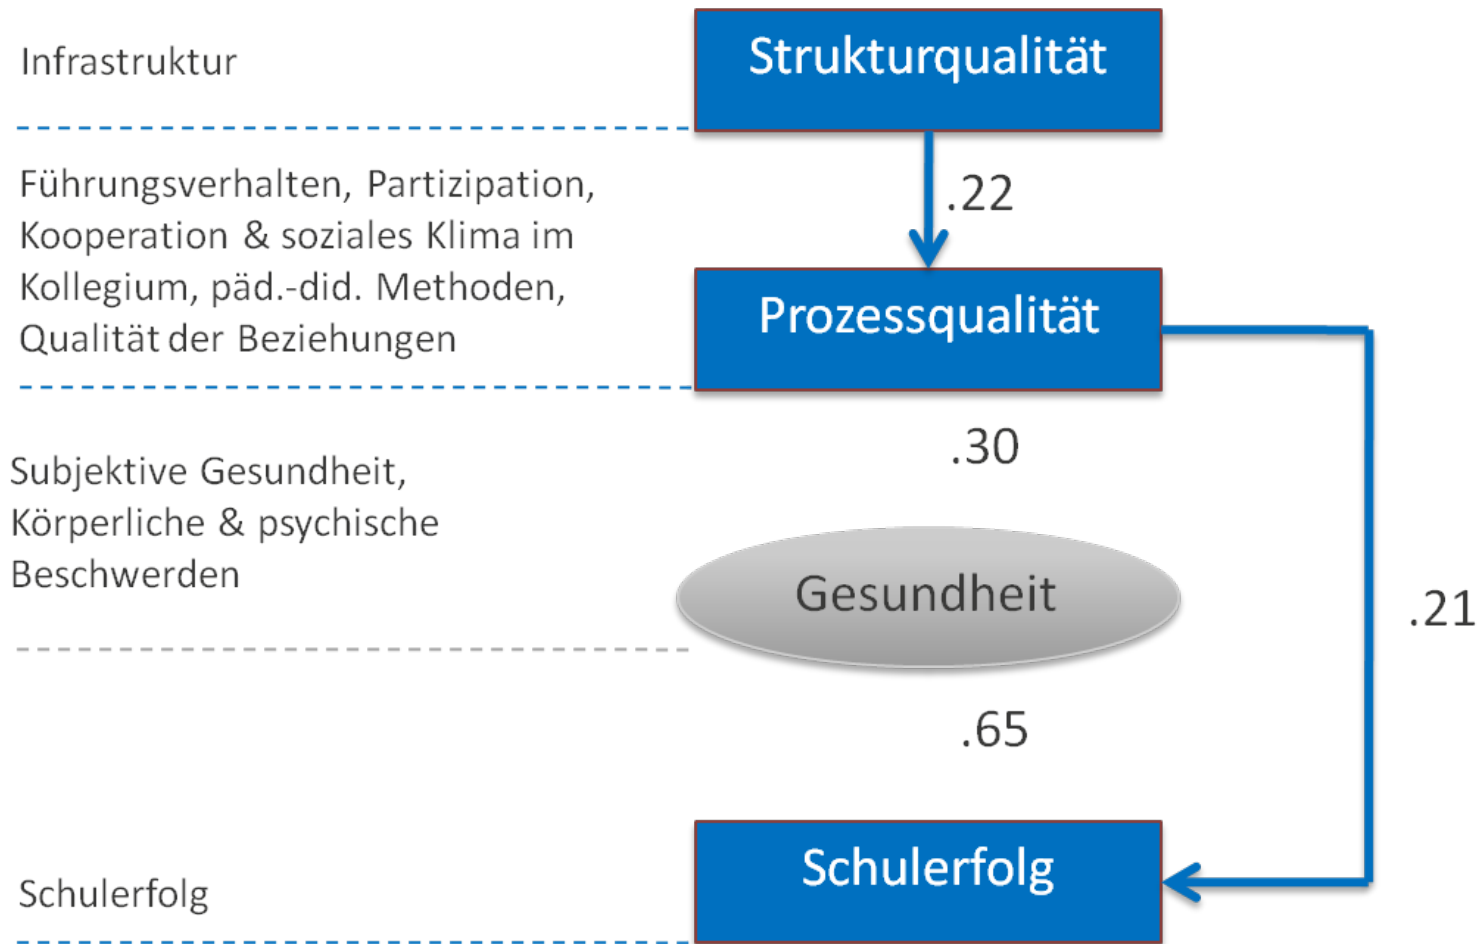 Infrastruktur
Strukturqualität
.22
Führungsverhalten, Partizipation,
Kooperation & soziales Klima im
Kollegium, päd.-did. Methoden,
Qualität der Beziehungen
Prozessqualität
.30
Subjektive Gesundheit,
Körperliche & psychische
Beschwerden
Gesundheit
.21
.65
Schulerfolg
Schulerfolg